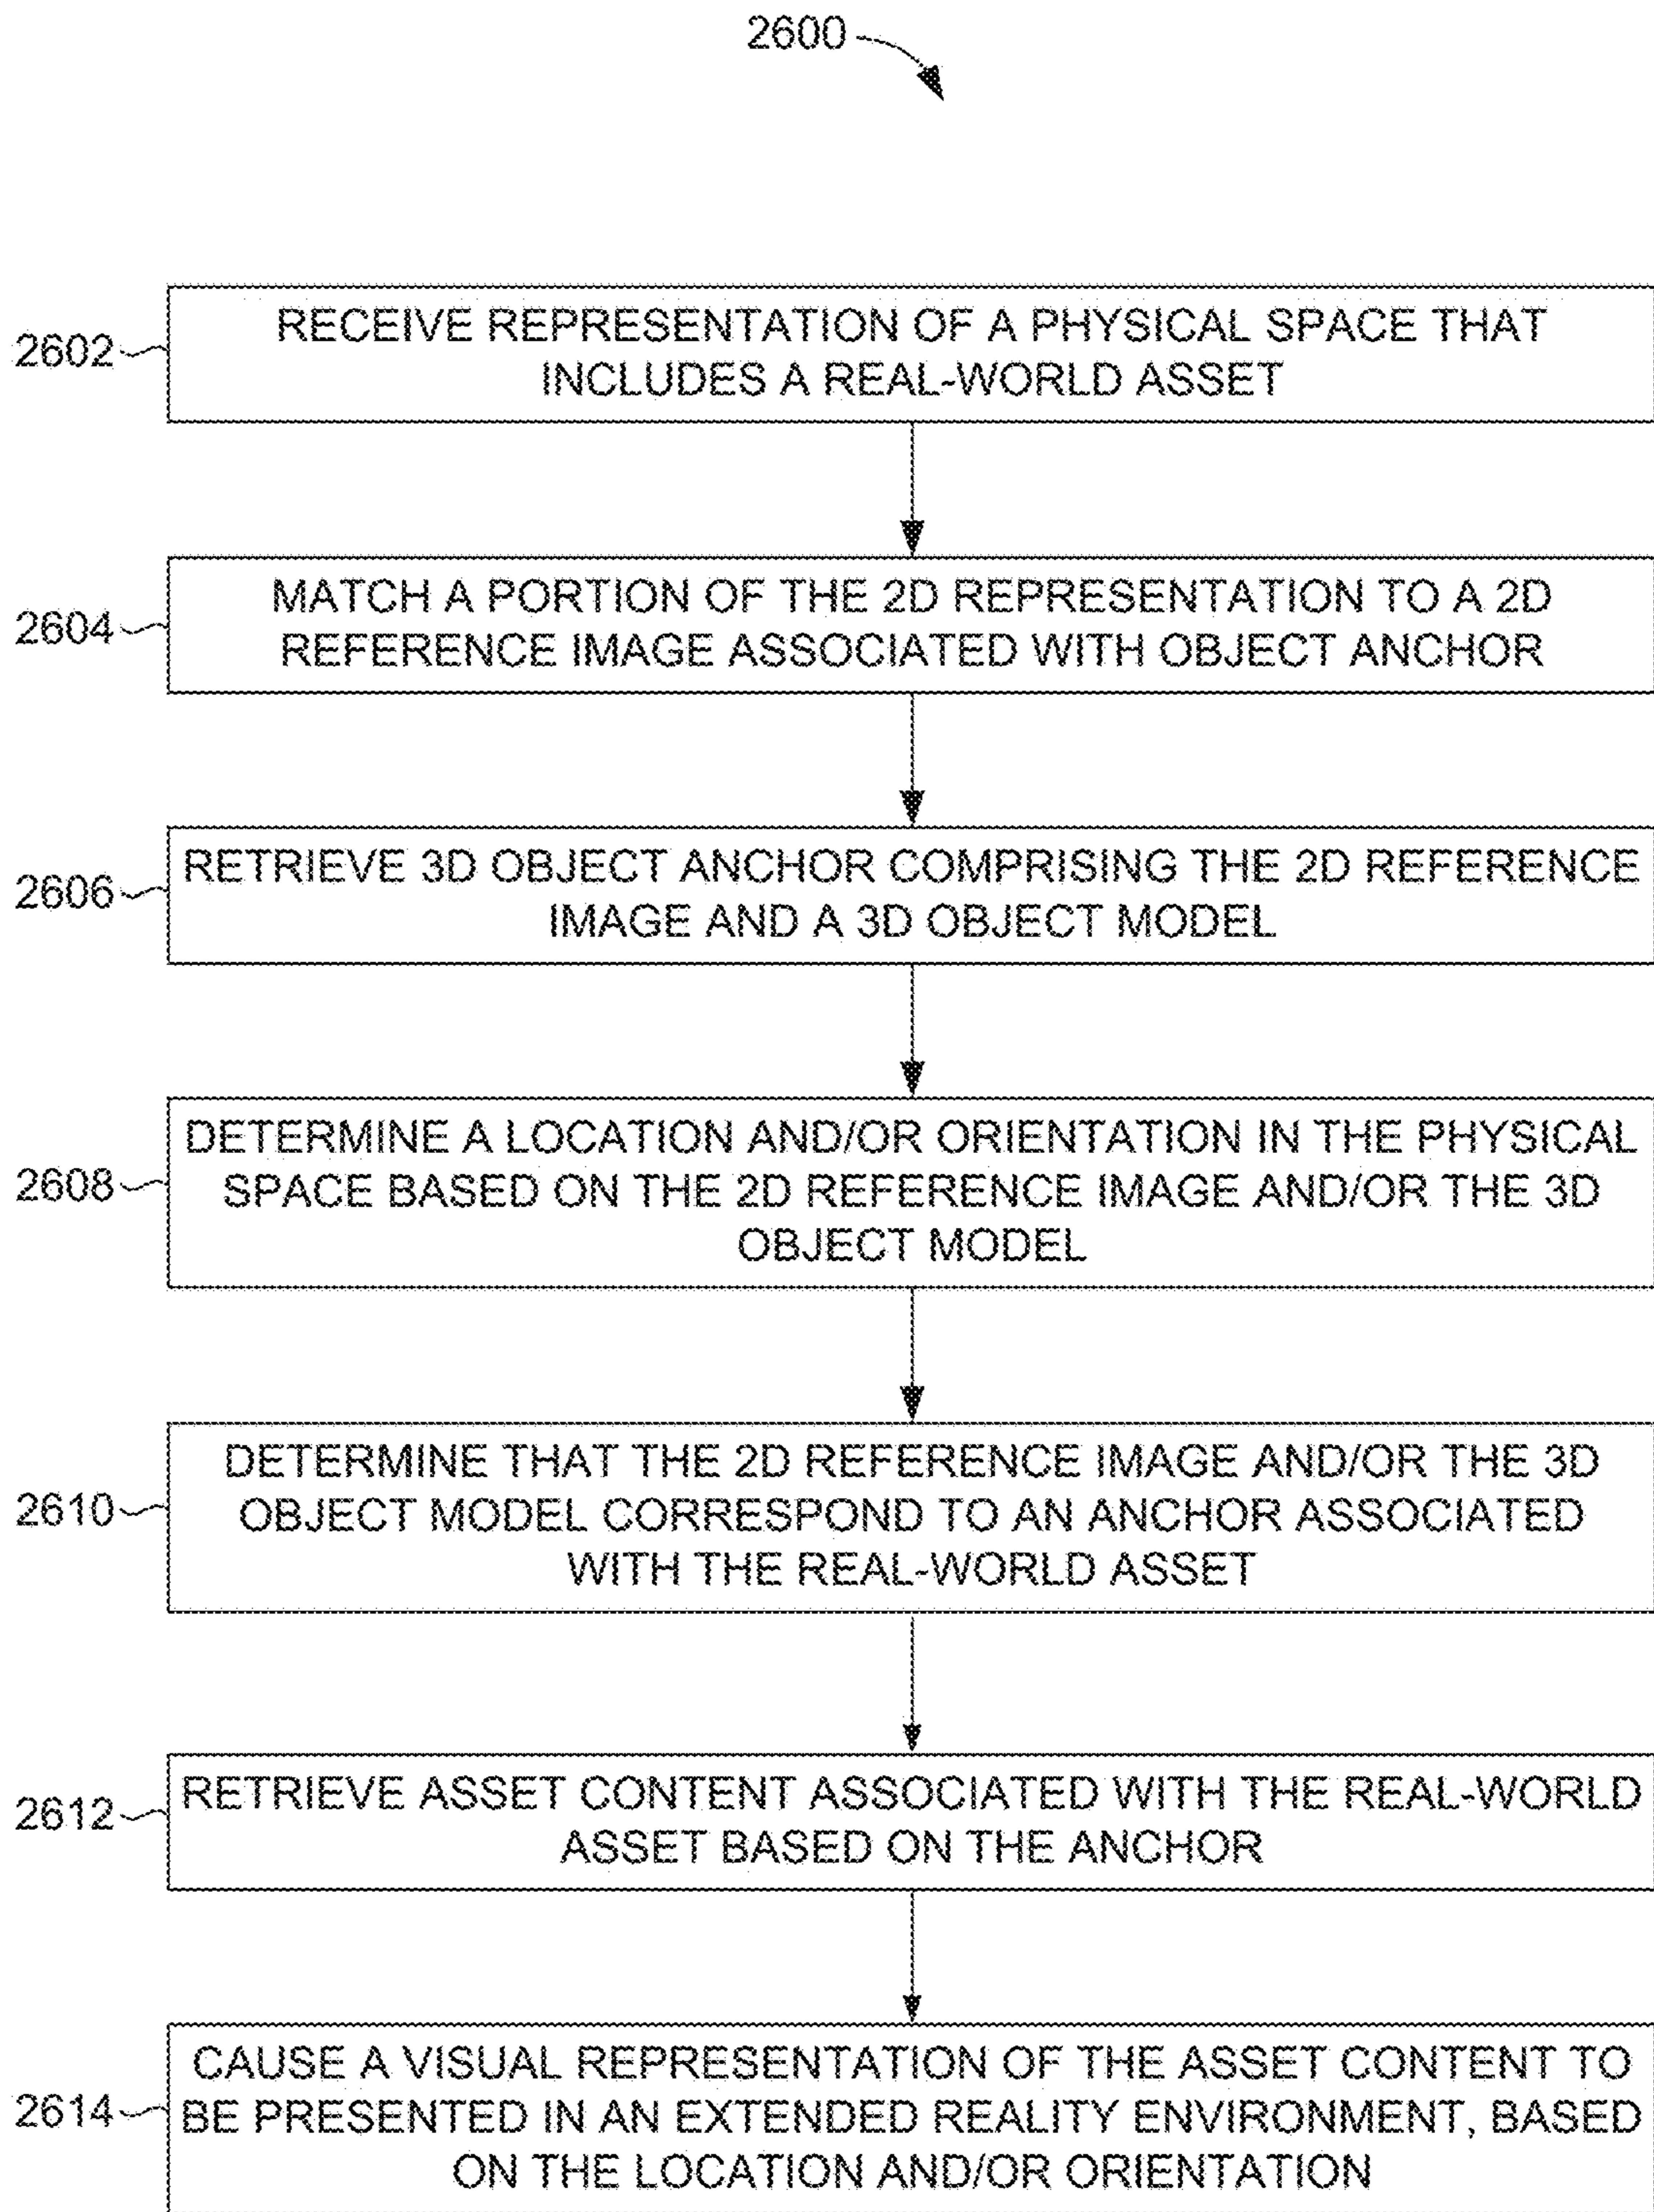 2600
2602
RECEIVE REPRESENTATION OF A PHYSICAL SPACE THAT
INCLUDES A REAL-WORLD ASSET
2604
MATCH A PORTION OF THE 2D REPRESENTATION TO A 2D
REFERENCE IMAGE ASSOCIATED WITH OBJECT ANCHOR
2606
RETRIEVE 3D OBJECT ANCHOR COMPRISING THE 2D REFERENCE
IMAGE AND A 3D OBJECT MODEL
2608
DETERMINE A LOCATION AND/OR ORIENTATION IN THE PHYSICAL
SPACE BASED ON THE 2D REFERENCE IMAGE AND/OR THE 3D
OBJECT MODEL
2610
DETERMINE THAT THE 2D REFERENCE IMAGE AND/OR THE 3D
OBJECT MODEL CORRESPOND TO AN ANCHOR ASSOCIATED
WITH THE REAL-WORLD ASSET
2612
RETRIEVE ASSET CONTENT ASSOCIATED WITH THE REAL-WORLD
ASSET BASED ON THE ANCHOR
2614
CAUSE A VISUAL REPRESENTATION OF THE ASSET CONTENT TO
BE PRESENTED IN AN EXTENDED REALITY ENVIRONMENT, BASED
ON THE LOCATION AND/OR ORIENTATION